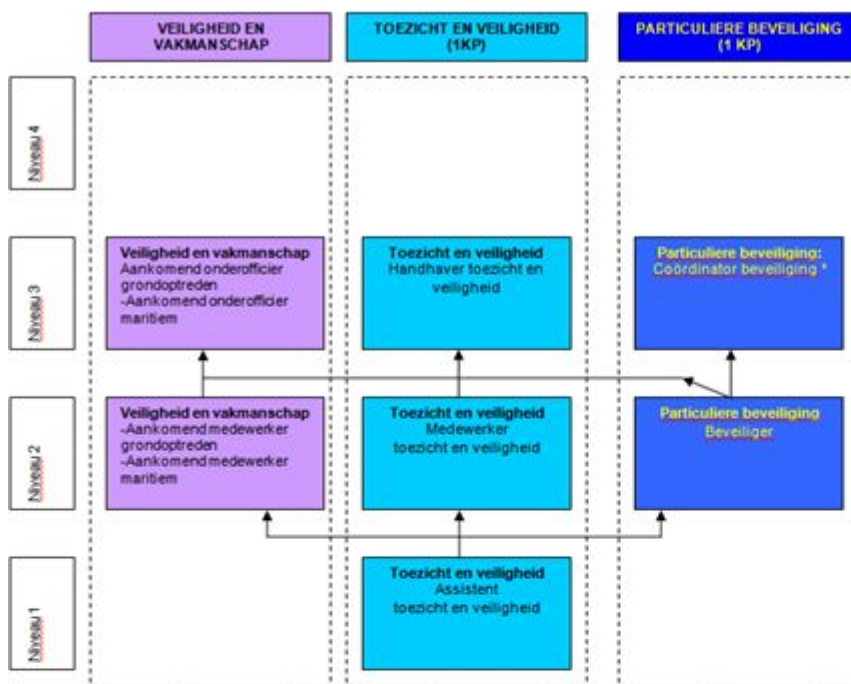 VEILIGHEID EN
VAKMANSCHAP
TOEZICHT EN VEILIGHEID
(1KP)
PARTICULIERE BEVEILIGING
(1 KP)
Niveau 4
Niveau 3
Veiligheid en vakmanschap
Aankomend onderofficier
grondoptreden
-Aankomend onderofficier
maritiem
Toezicht en veiligheid
Handhaver toezicht en
veiligheid
Particuliere beveiliging:
Coördinator beveiliging *
Niveau 2
Veiligheid en vakmanschap
-Aankomend medewerker
grondoptreden
-Aankomend medewerker
maritiem
Toezicht en veiligheid
Medewerker
toezicht en veiligheid
Particuliere beveiliging
Beveiliger
Niveau 1
Toezicht en veiligheid
Assistent
toezicht en veiligheid